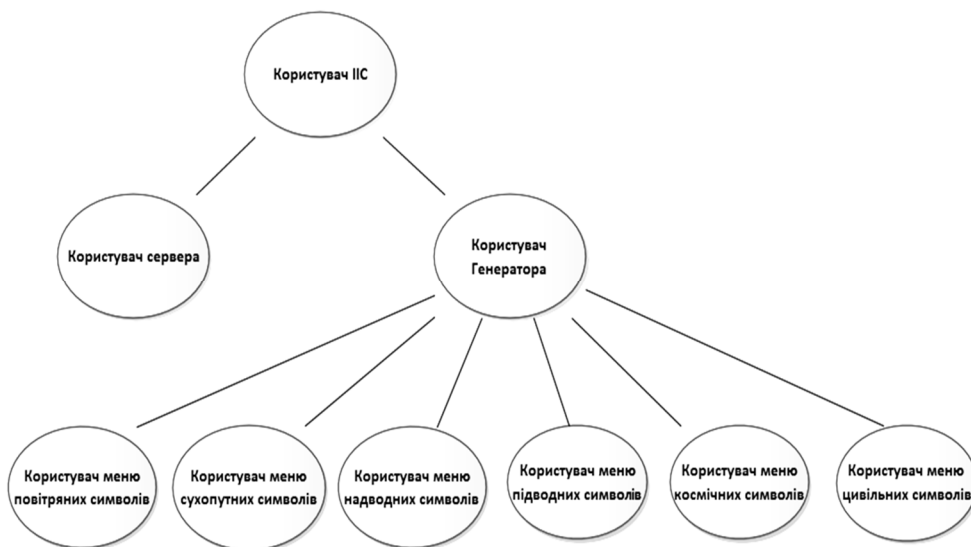 Користувач ІІС
Користувач сервера
Користувач
Генератора
Користувач меню
повітряних символів
Користувач меню
сухопутних символів
Користувач меню
надводних символів
Користувач меню
підводних символів
Користувач меню
космічних символів
Користувач меню
цивільних символів